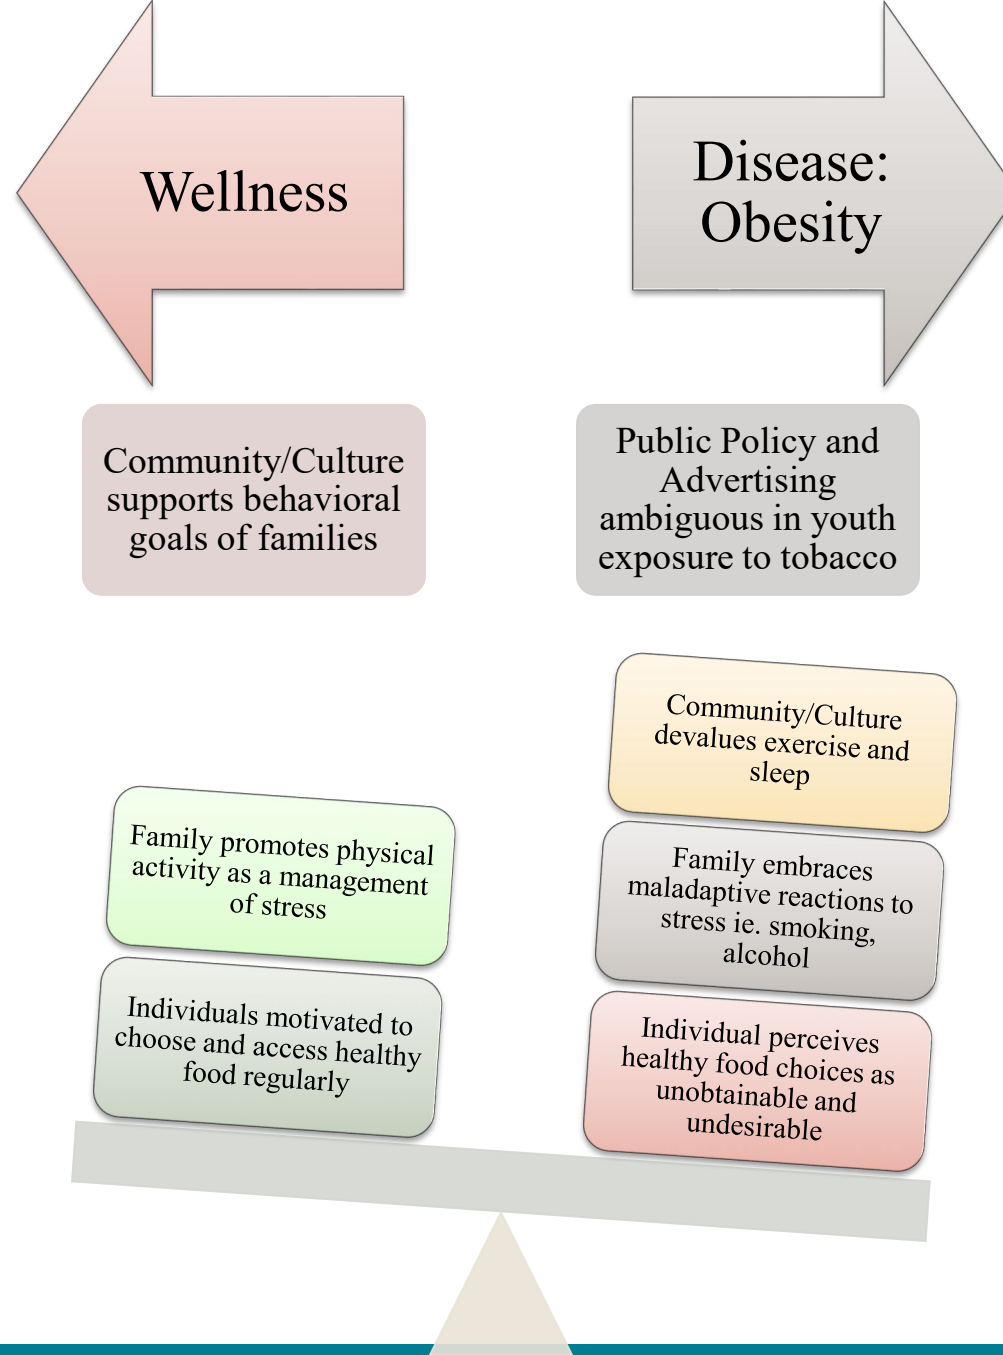 Wellness
Disease:
Obesity
Community/Culture
supports behavioral
goals of families
Public Policy and
Advertising
ambiguous in youth
exposure to tobacco
Community/Culture
devalues exercise and
sleep
Family promotes physical
activity as a management
of stress
Family embraces
maladaptive reactions to
stress ie. smoking,
alcohol
Individuals motivated to
choose and access healthy
food regularly
Individual perceives
healthy food choices as
unobtainable and
undesirable